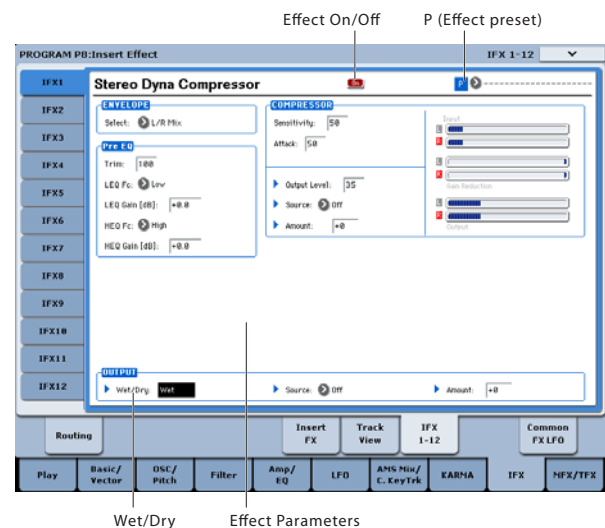 Effect On/Off P (Effect preset)
PROGRAM P8:Insert Effect IFX 1-12
IFX1
Stereo Dyna Compressor On P
IFX2
ENVELOPE
Select: L/R Mix
COMPRESSOR
Sensitivity: 50
Attack: 50
Input
L
R
IFX3
Pre EQ
Trim: 100
IFX4
LEQ Fc: Low
Output Level: 35
L
R
Gain Reduction
IFX5
LEQ Gain [dB]: +0.0
Source: Off
L
R
Output
IFX6
HEQ Fc: High
Amount: +0
IFX7
HEQ Gain [dB]: +0.0
IFX8
IFX9
IFX10
IFX11
IFX12
OUTPUT
Wet/Dry: Wet Source: Off Amount: +0
Routing Insert FX Track View IFX 1-12 Common FX LFO
Play Basic/Vector OSC/Pitch Filter Amp/EQ LFO AMS Mix/C.KeyTrk KARMA IFX MFX/TFX
Wet/Dry Effect Parameters